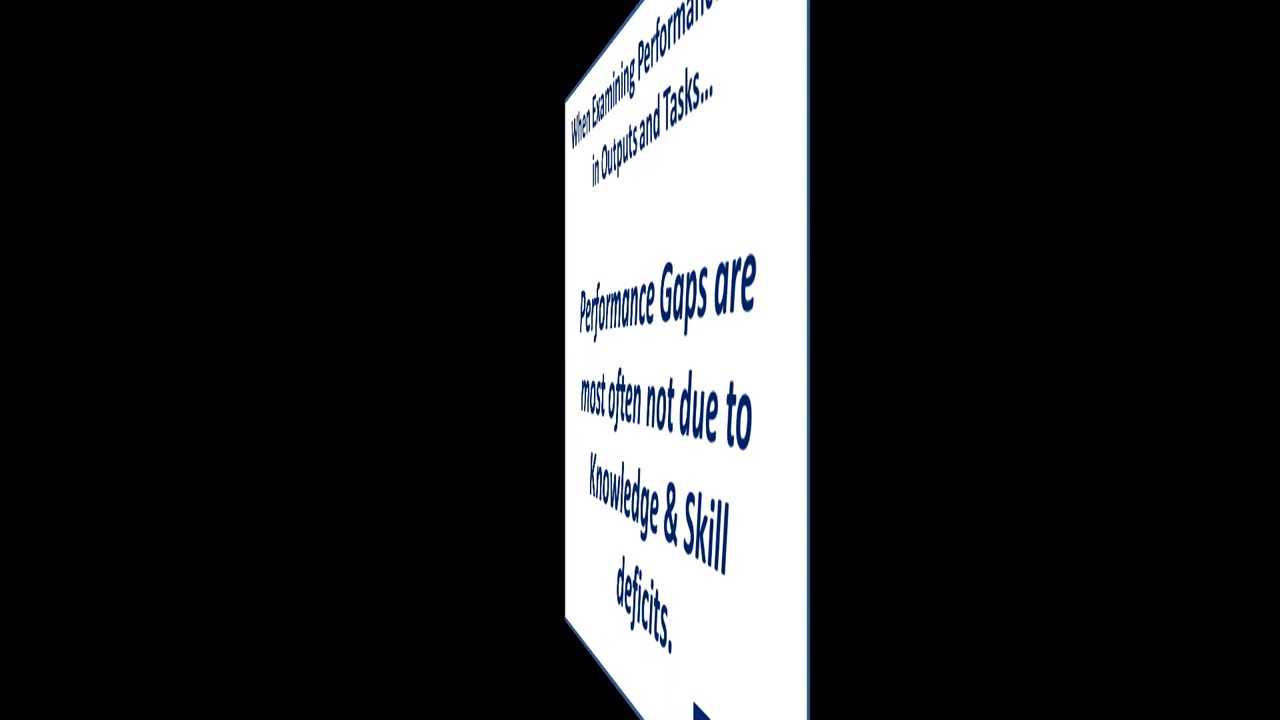 When Examining Performance
in Outputs and Tasks...
Performance Gaps are
most often not due to
Knowledge & Skill
deficits.